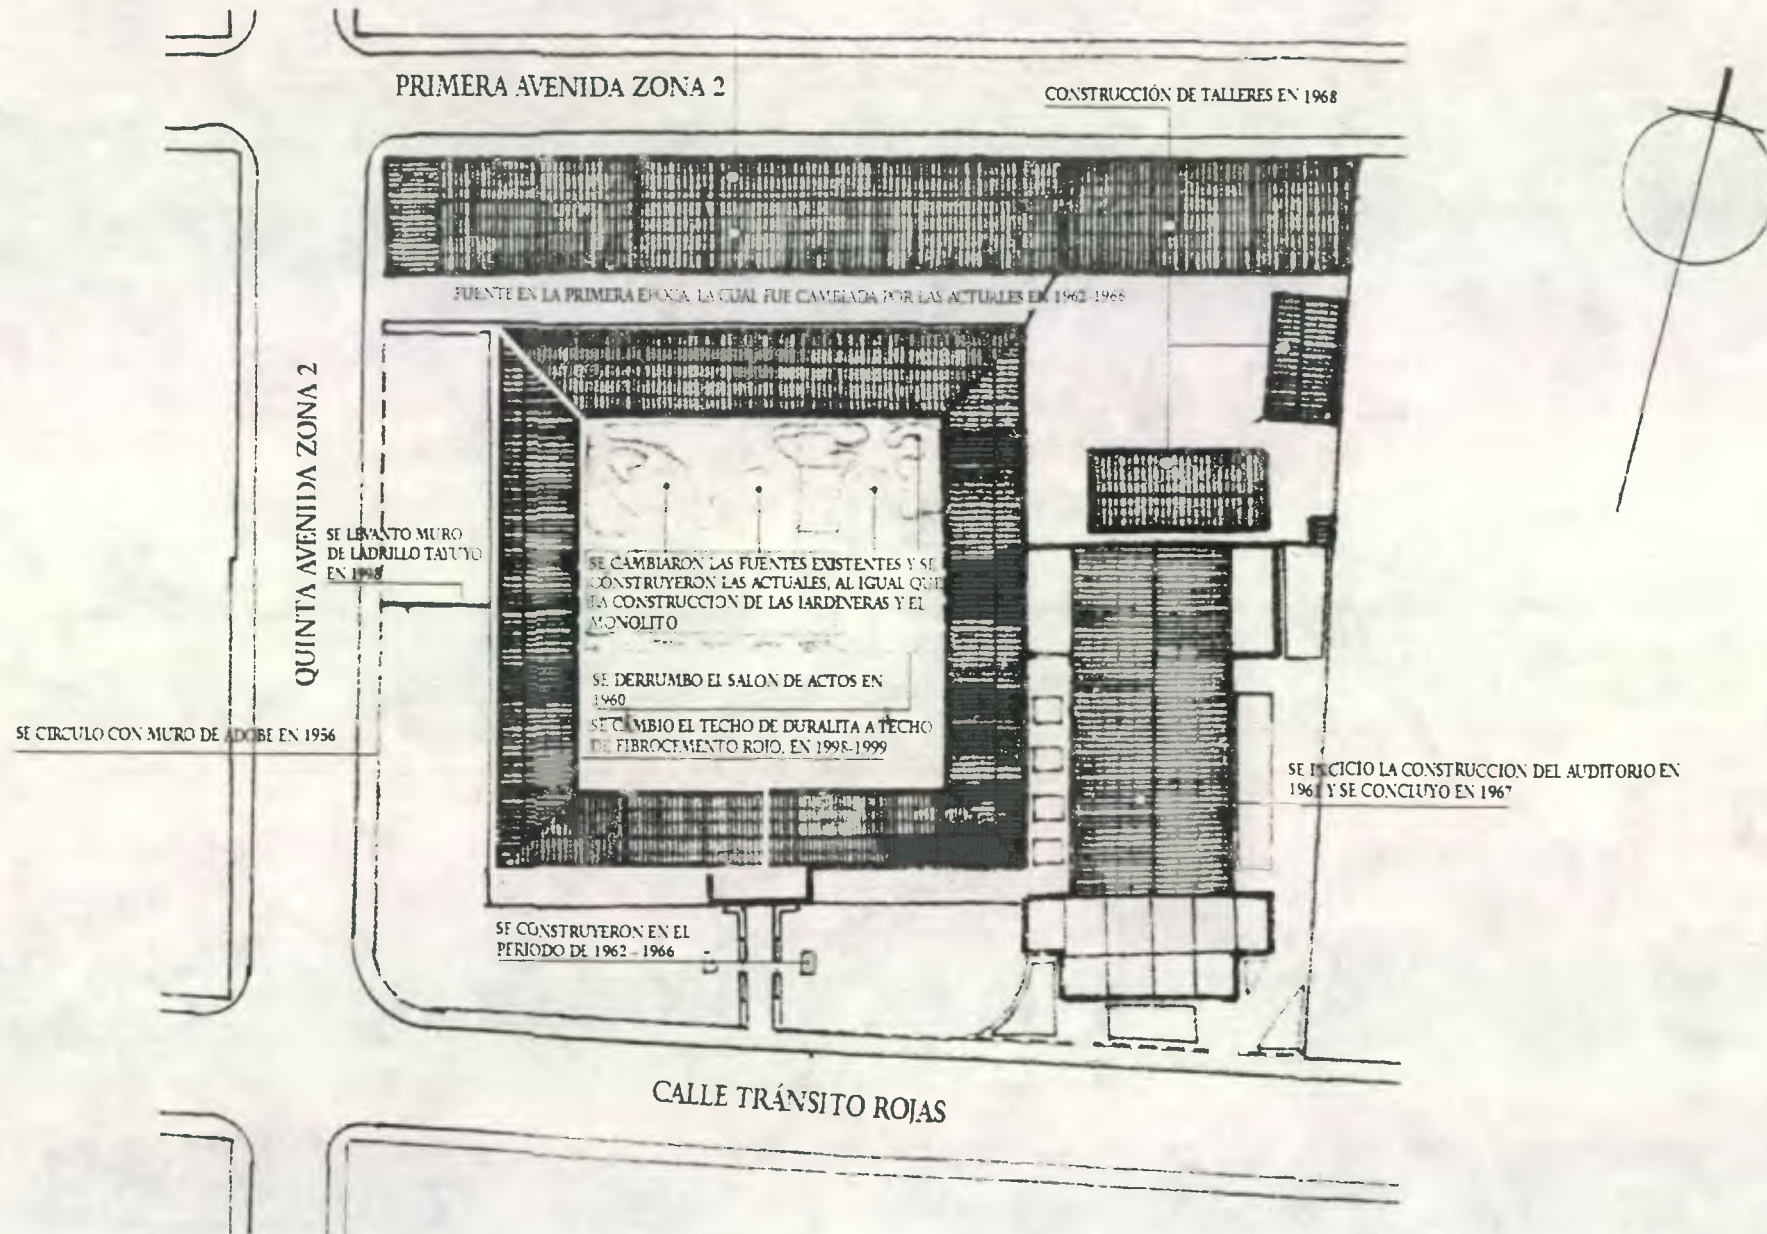 PRIMERA AVENIDA ZONA 2
CONSTRUCCIÓN DE TALLERES EN 1968
FUENTE EN LA PRIMERA EPOCA, LA CUAL FUE CAMBIADA POR LAS ACTUALES EN 1962-1966
QUINTA AVENIDA ZONA 2
SE LEVANTO MURO
DE LADRILLO TAYUYO
EN 1998
SE CAMBIARON LAS FUENTES EXISTENTES Y SE
CONSTRUYERON LAS ACTUALES, AL IGUAL QUE
LA CONSTRUCCION DE LAS JARDINERAS Y EL
MONOLITO
SE DERRUMBO EL SALON DE ACTOS EN
1960
SE CAMBIO EL TECHO DE DURALITA A TECHO
DE FIBROCEMENTO ROJO, EN 1998-1999
SE CIRCULO CON MURO DE ADOBE EN 1956
SE INCICIO LA CONSTRUCCION DEL AUDITORIO EN
1961 Y SE CONCLUYO EN 1967
SE CONSTRUYERON EN EL
PERIODO DE 1962 - 1966
CALLE TRÁNSITO ROJAS